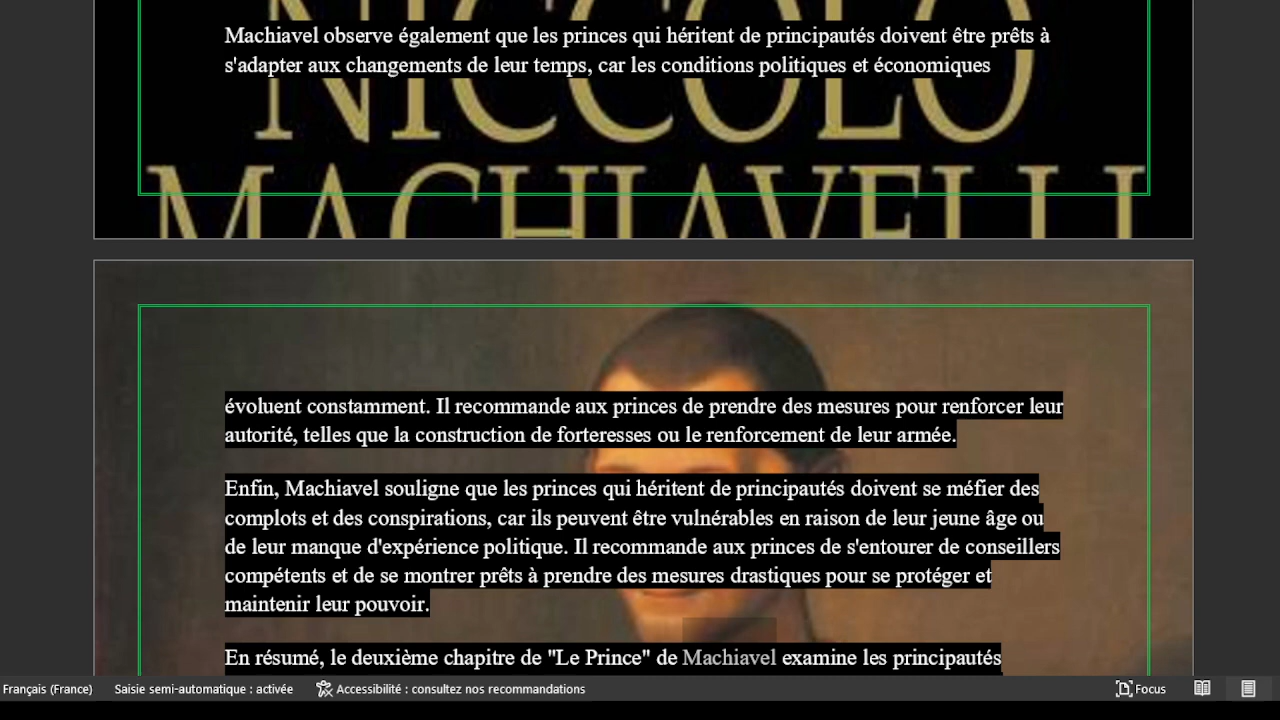 NICCOLO
Machiavel observe également que les princes qui héritent de principautés doivent être prêts à
s'adapter aux changements de leur temps, car les conditions politiques et économiques
MACHIAVELLI
évoluent constamment. Il recommande aux princes de prendre des mesures pour renforcer leur
autorité, telles que la construction de forteresses ou le renforcement de leur armée.
Enfin, Machiavel souligne que les princes qui héritent de principautés doivent se méfier des
complots et des conspirations, car ils peuvent être vulnérables en raison de leur jeune âge ou
de leur manque d'expérience politique. Il recommande aux princes de s'entourer de conseillers
compétents et de se montrer prêts à prendre des mesures drastiques pour se protéger et
maintenir leur pouvoir.
En résumé, le deuxième chapitre de "Le Prince" de Machiavel examine les principautés
Français (France) Saisie semi-automatique : activée Accessibilité : consultez nos recommandations Focus